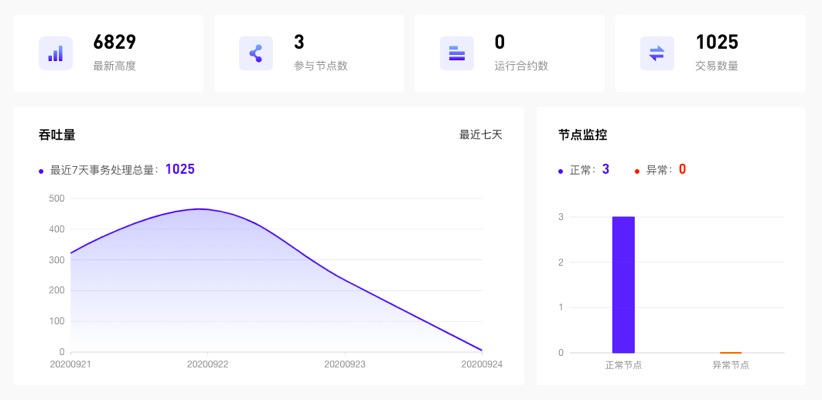 6829
最新高度
3
参与节点数
0
运行合约数
1025
交易数量
吞吐量
最近七天
最近7天事务处理总量：1025
500
400
300
200
100
0
20200921
20200922
20200923
20200924
节点监控
正常：3
异常：0
3
2
1
0
正常节点
异常节点